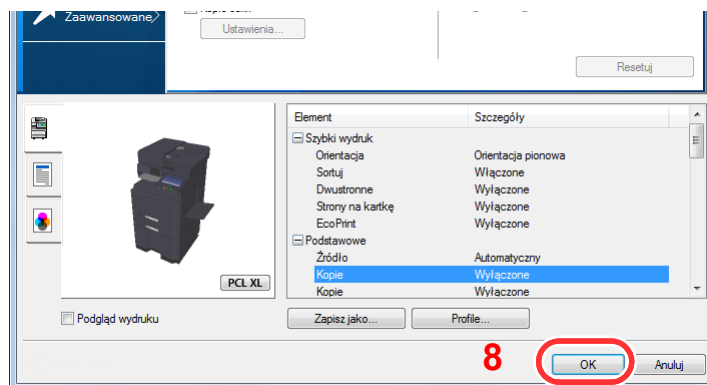 Zaawansowane
Ustawienia...
Resetuj
Element Szczegóły
Szybki wydruk
Orientacja Orientacja pionowa
Sortuj Włączone
Dwustronne Wyłączone
Strony na kartkę Wyłączone
EcoPrint Wyłączone
Podstawowe
Źródło Automatyczny
Kopie Wyłączone
Kopie Wyłączone
PCL XL
Podgląd wydruku Zapisz jako... Profile...
8 OK Anuluj